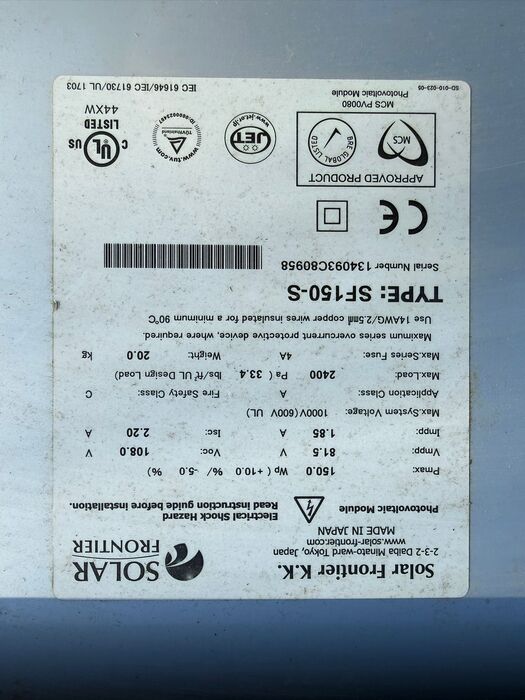 Solar Frontier K.K.
2-3-2 Daiba Minato-ward Tokyo, Japan
www.solar-frontier.com
MADE IN JAPAN
SOLAR
FRONTIER
Photovoltaic Module
Electrical Shock Hazard
Read instruction guide before installation.
Pmax: 150.0 Wp ( +10.0 %/ -5.0 %)
Vmpp: 81.5 V Voc: 108.0 V
Impp: 1.85 A Isc: 2.20 A
Max.System Voltage: 1000V(600V UL)
Application Class: A Fire Safety Class: C
Max.Load: 2400 Pa ( 33.4 lbs/ft² Design Load)
Max.Series Fuse: 4A Weight: 20.0 kg
Maximum series overcurrent protective device, where required.
Use 14AWG/2.5㎟ copper wires insulated for a minimum 90℃
TYPE: SF150-S
Serial Number 134093C80958
CE
APPROVED PRODUCT
MCS
BRE GLOBAL LISTED
MCS PV0080
Photovoltaic Module
JET
www.jet.or.jp
TÜVRheinland
www.tuv.com
C UL US
LISTED
44XW
SD-010-023-05
IEC 61646/IEC 61730/UL 1703